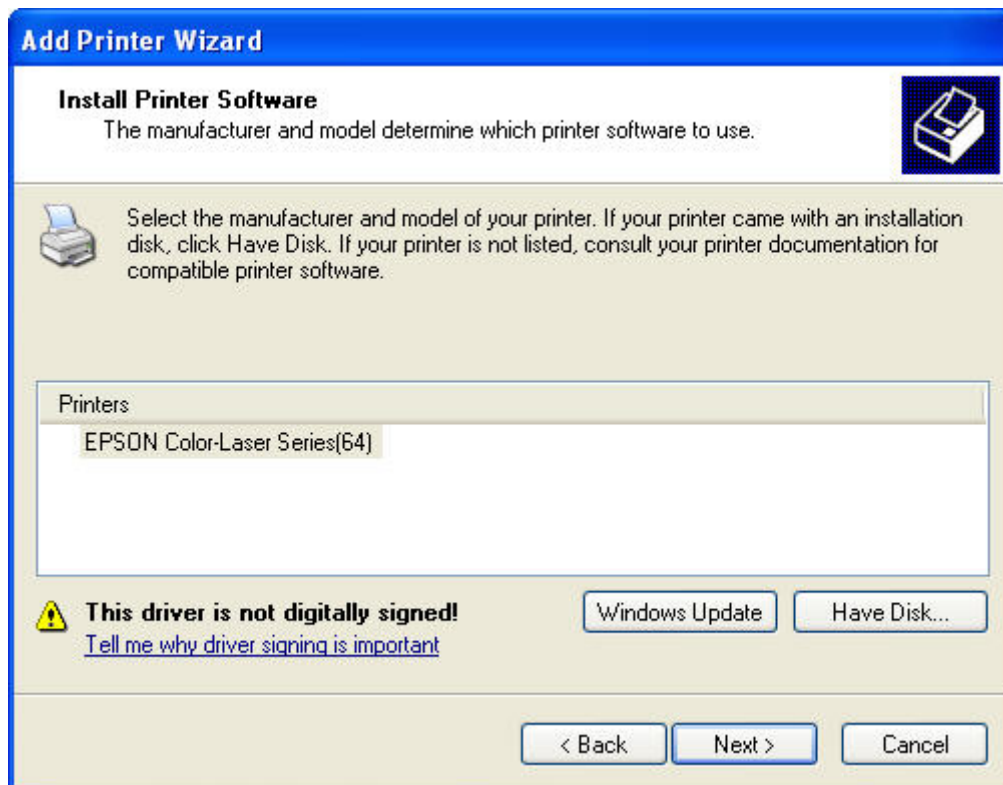 Add Printer Wizard
Install Printer Software
The manufacturer and model determine which printer software to use.
Select the manufacturer and model of your printer. If your printer came with an installation
disk, click Have Disk. If your printer is not listed, consult your printer documentation for
compatible printer software.
Printers
EPSON Color-Laser Series(64)
This driver is not digitally signed!
Windows Update
Have Disk...
Tell me why driver signing is important
< Back
Next >
Cancel